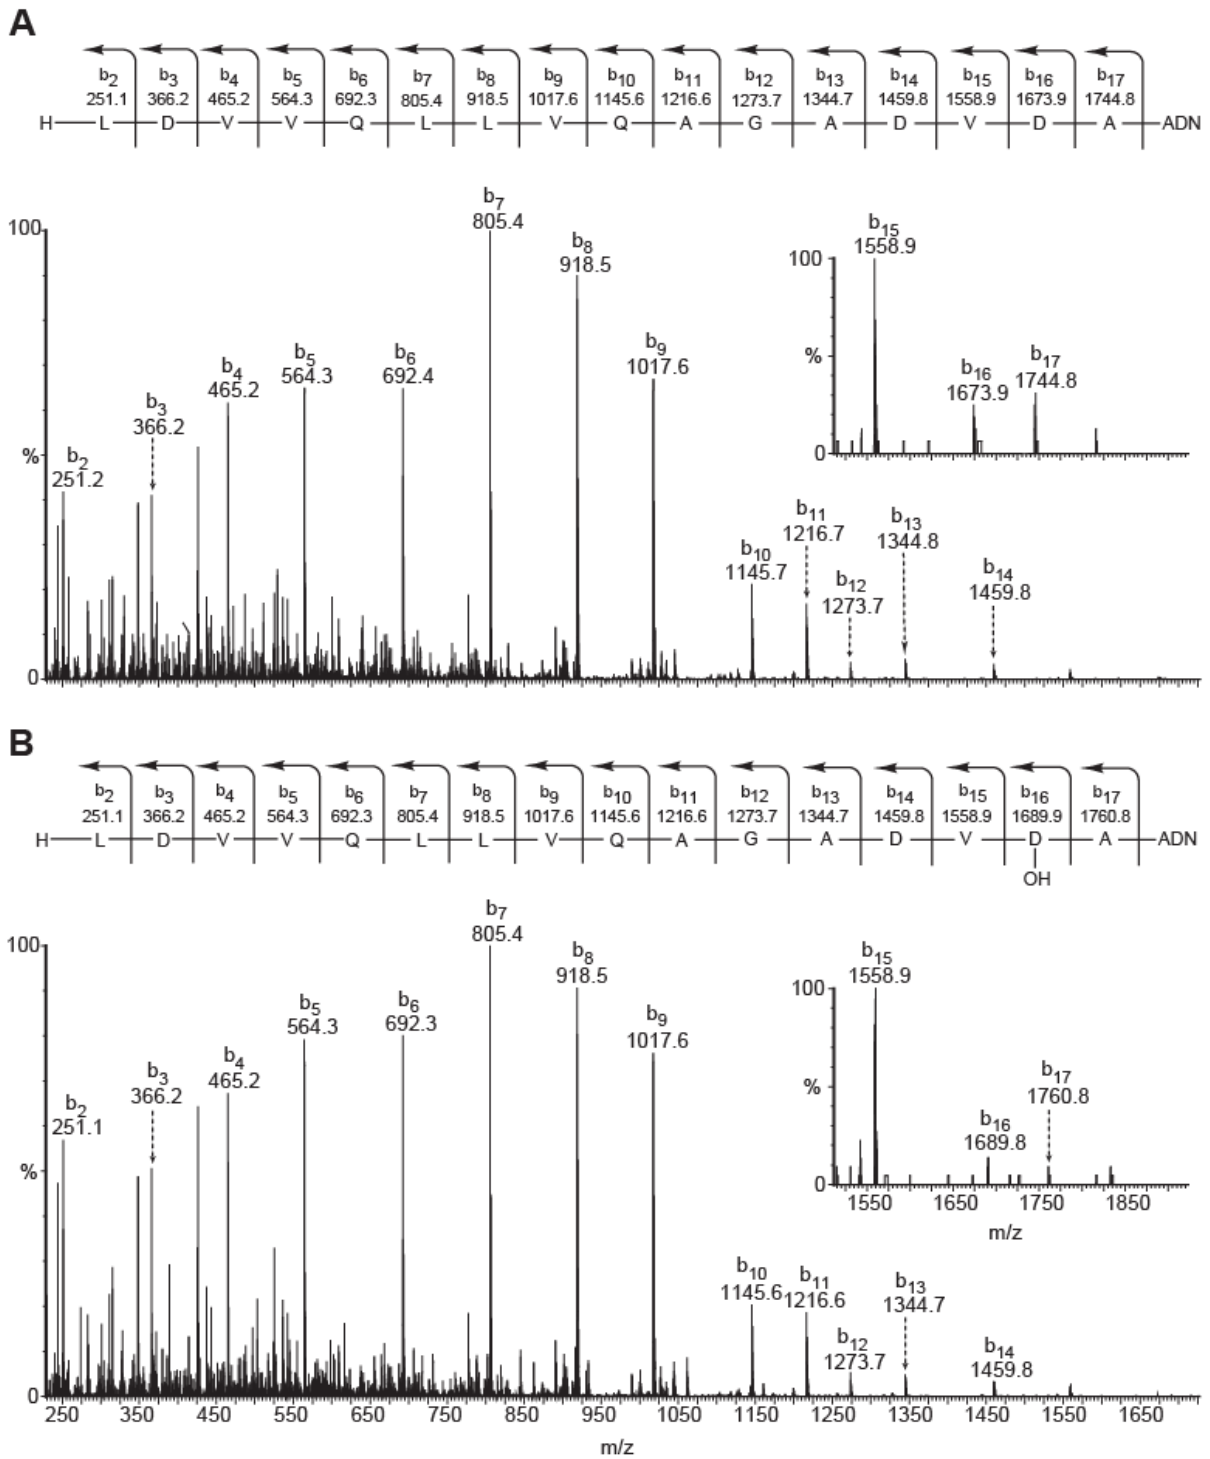 A
b2 b3 b4 b5 b6 b7 b8 b9 b10 b11 b12 b13 b14 b15 b16 b17
251.1 366.2 465.2 564.3 692.3 805.4 918.5 1017.6 1145.6 1216.6 1273.7 1344.7 1459.8 1558.9 1673.9 1744.8
H L D V V Q L L V Q A G A D V D A ADN
b7
805.4
100
b8
918.5
b9
1017.6
b6
692.4
b5
564.3
b4
465.2
b3
366.2
%
b2
251.2
b15
1558.9
100
b17
1744.8
b16
1673.9
%
0
b11
1216.7
b13
1344.8
b10
1145.7
b12
1273.7
b14
1459.8
0
B
b2 b3 b4 b5 b6 b7 b8 b9 b10 b11 b12 b13 b14 b15 b16 b17
251.1 366.2 465.2 564.3 692.3 805.4 918.5 1017.6 1145.6 1216.6 1273.7 1344.7 1459.8 1558.9 1689.9 1760.8
H L D V V Q L L V Q A G A D V D A ADN
OH
b7
805.4
100
b8
918.5
b9
1017.6
b6
692.3
b5
564.3
b4
465.2
b3
366.2
b2
251.1
%
b15
1558.9
100
%
b17
1760.8
b16
1689.8
0
1550 1650 1750 1850
m/z
b10
1145.6
b11
1216.6
b13
1344.7
b12
1273.7
b14
1459.8
0
250 350 450 550 650 750 850 950 1050 1150 1250 1350 1450 1550 1650
m/z